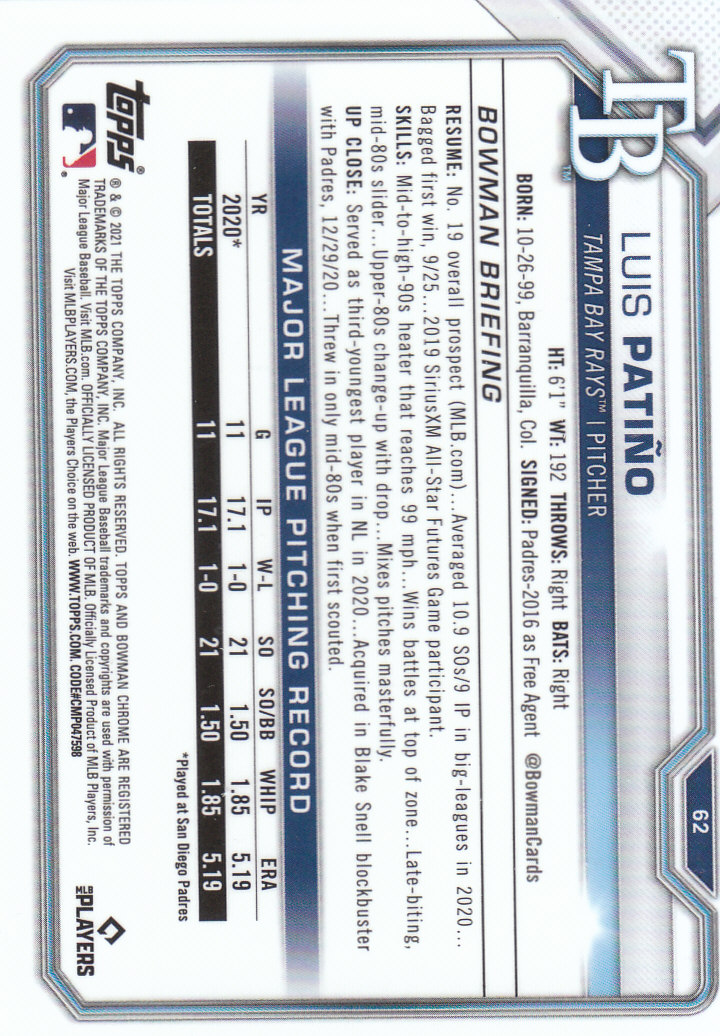 62
TB™
LUIS PATIÑO
TAMPA BAY RAYS™ | PITCHER
HT: 6'1" WT: 192 THROWS: Right BATS: Right
BORN: 10-26-99, Barranquilla, Col. SIGNED: Padres-2016 as Free Agent @BowmanCards
BOWMAN BRIEFING
RESUME: No. 19 overall prospect (MLB.com)...Averaged 10.9 SOs/9 IP in big-leagues in 2020...
Bagged first win, 9/25...2019 SiriusXM All-Star Futures Game participant.
SKILLS: Mid-to-high-90s heater that reaches 99 mph...Wins battles at top of zone...Late-biting,
mid-80s slider...Upper-80s change-up with drop...Mixes pitches masterfully.
UP CLOSE: Served as third-youngest player in NL in 2020...Acquired in Blake Snell blockbuster
with Padres, 12/29/20...Threw in only mid-80s when first scouted.
MAJOR LEAGUE PITCHING RECORD
YR G IP W-L SO SO/BB WHIP ERA
2020* 11 17.1 1-0 21 1.50 1.85 5.19
TOTALS 11 17.1 1-0 21 1.50 1.85 5.19
*Played at San Diego Padres
topps®
® & © 2021 THE TOPPS COMPANY, INC. ALL RIGHTS RESERVED. TOPPS AND BOWMAN CHROME ARE REGISTERED
TRADEMARKS OF THE TOPPS COMPANY, INC. Major League Baseball trademarks and copyrights are used with permission of
Major League Baseball. Visit MLB.com. OFFICIALLY LICENSED PRODUCT OF MLB. Officially Licensed Product of MLB Players, Inc.
Visit MLBPLAYERS.COM, the Players Choice on the web. WWW.TOPPS.COM. CODE#CMP047598
MLB PLAYERS